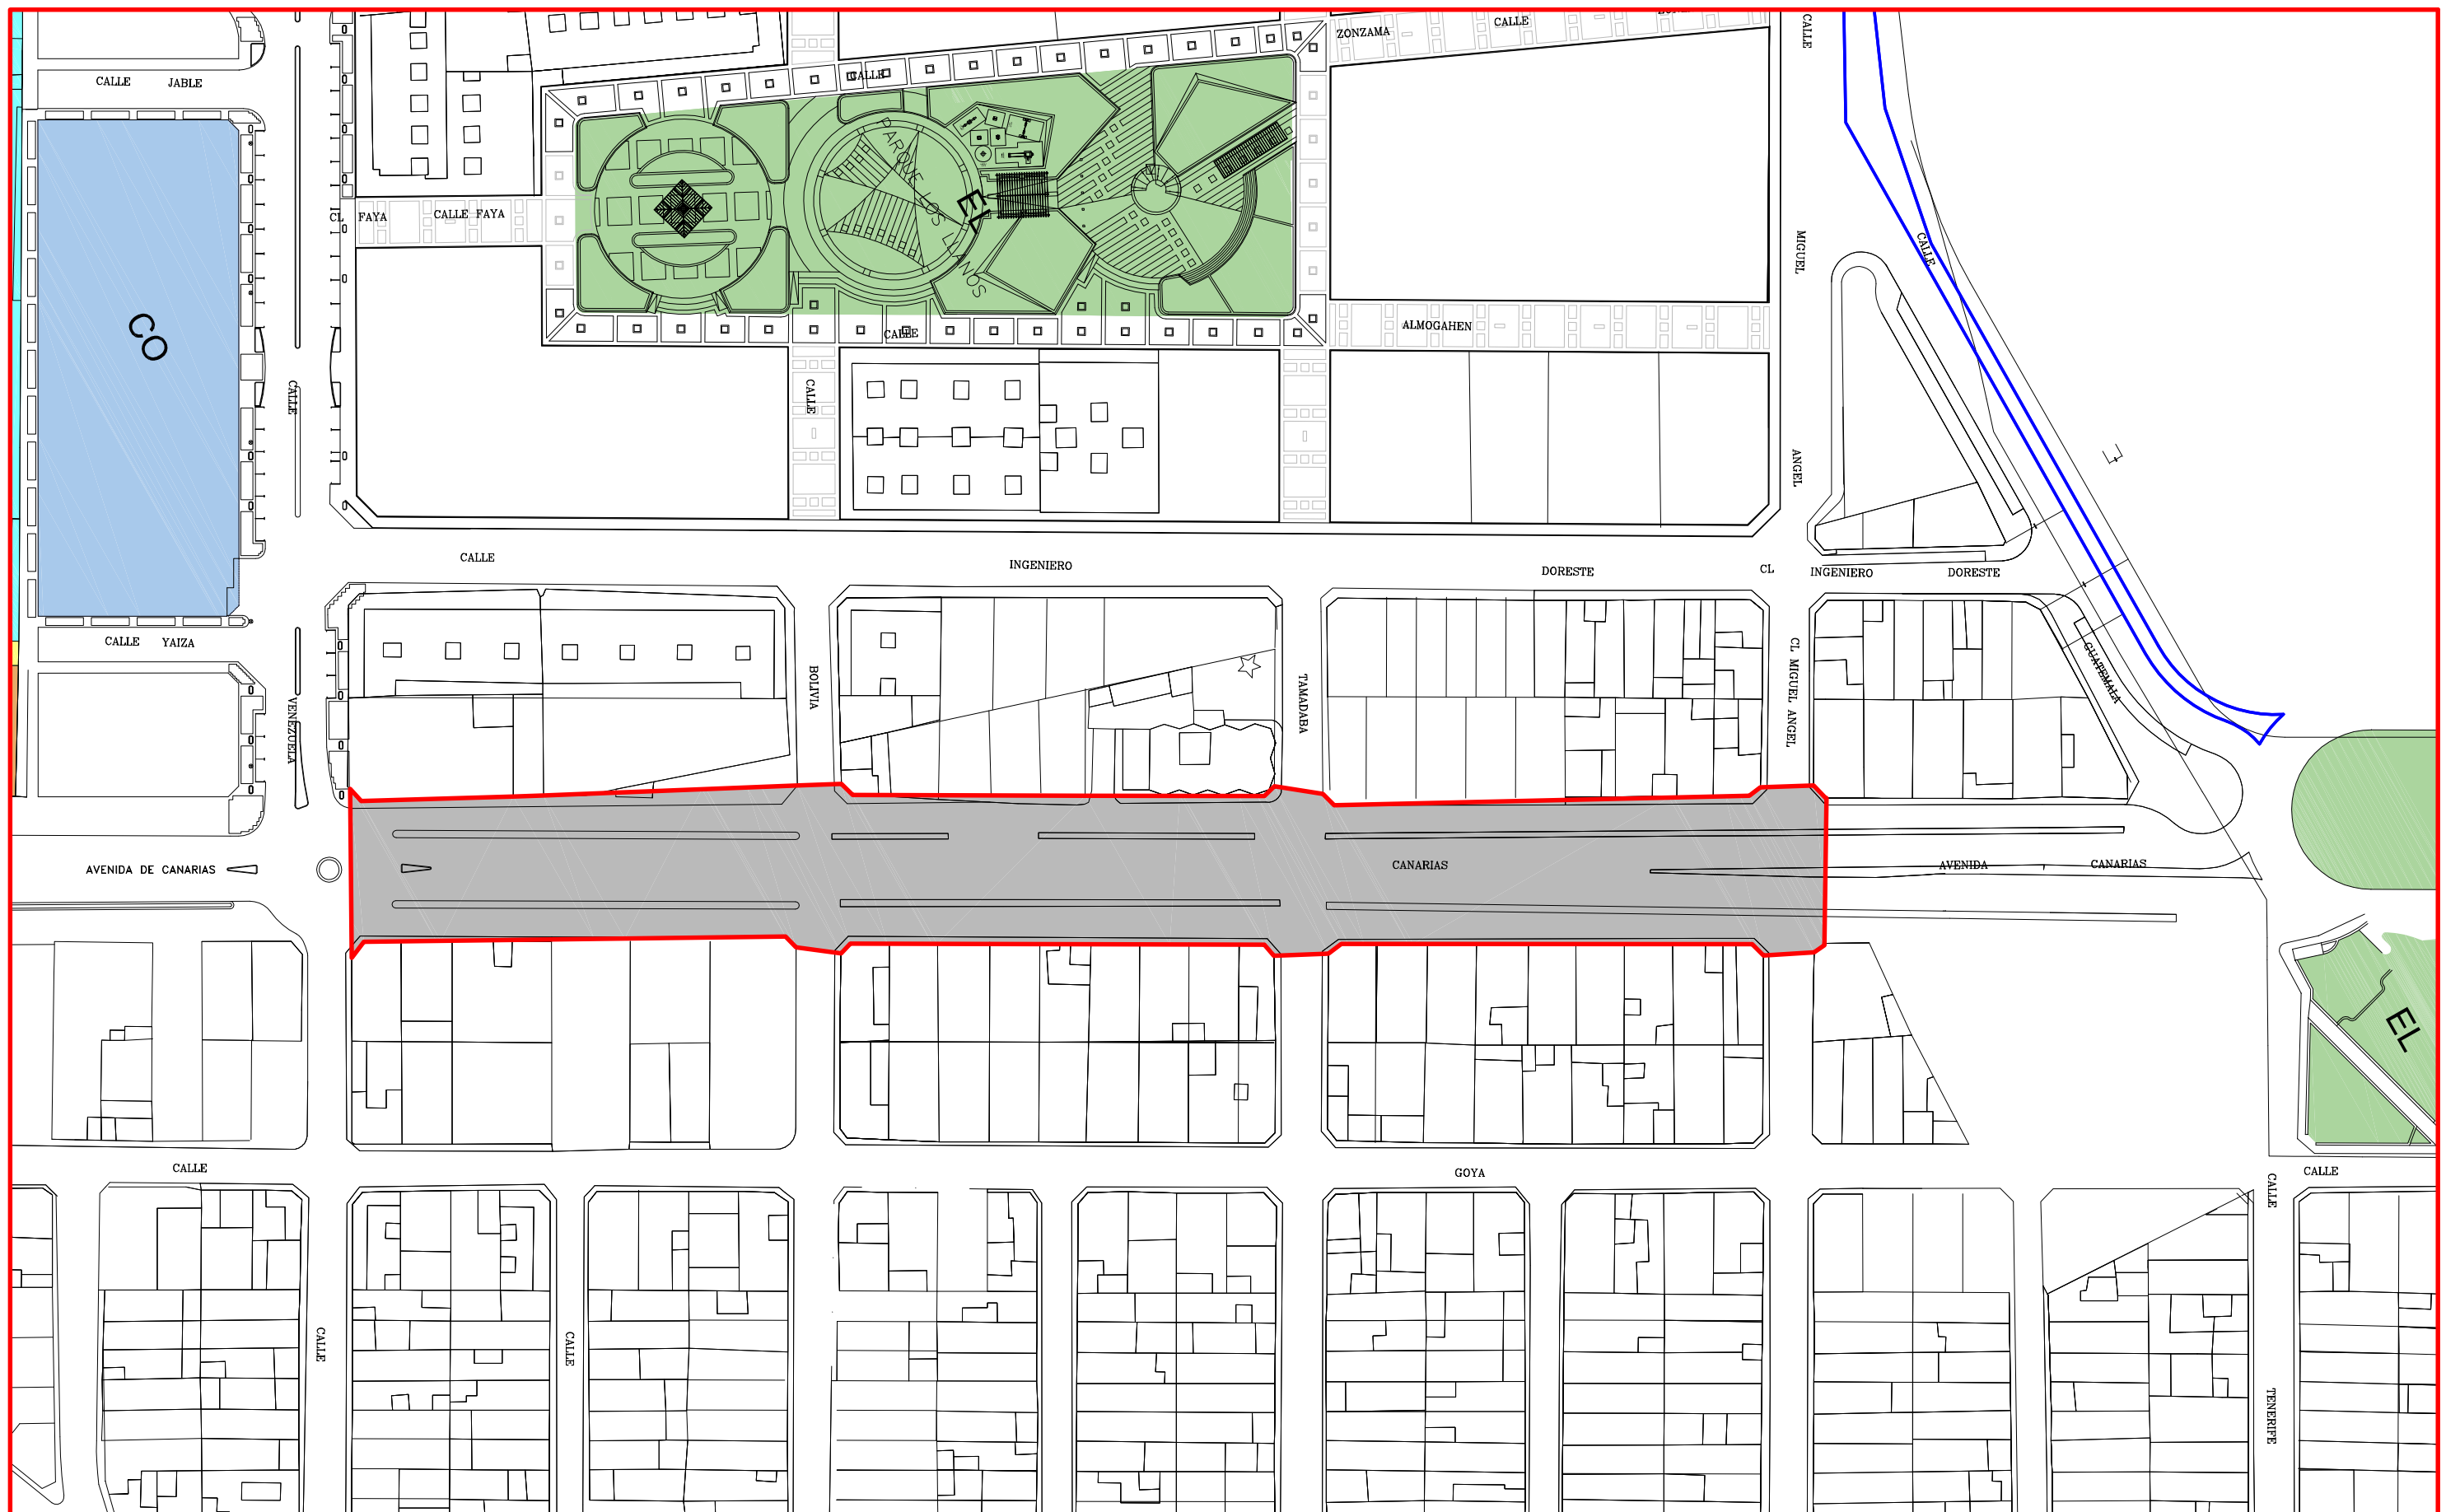 CALLE
ZONZAMA
CALLE
CALLE JABLE
CALLE
PARQUE LOS LLANOS
EL
CL FAYA
CALLE FAYA
MIGUEL
CALLE
CO
CALLE
ALMOGAHEN
CALLE
CALLE
ANGEL
CALLE
INGENIERO
DORESTE
CL
INGENIERO
DORESTE
CALLE YAIZA
VENEZUELA
BOLIVIA
TAMADABA
CL MIGUEL ANGEL
GUATEMALA
AVENIDA DE CANARIAS
CANARIAS
AVENIDA
CANARIAS
EL
CALLE
GOYA
CALLE
CALLE
CALLE
CALLE
TENERIFE